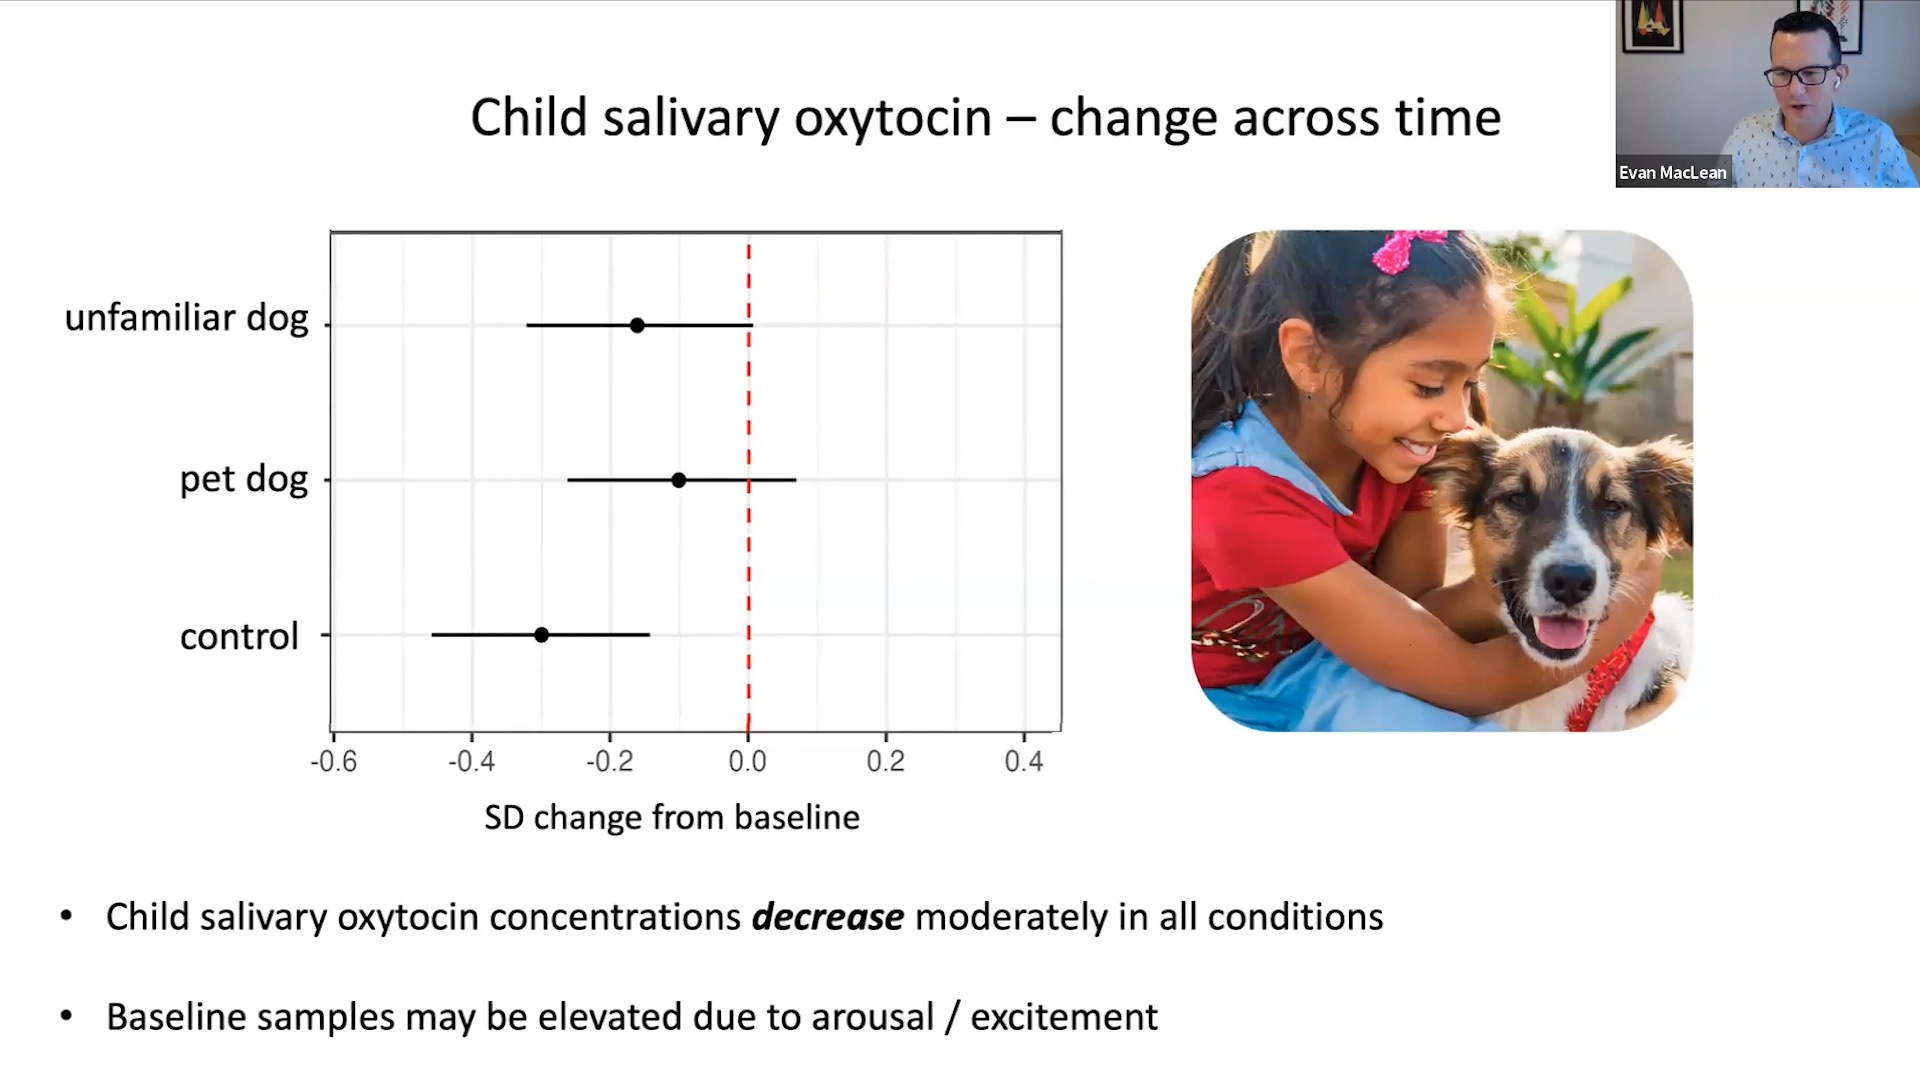 Child salivary oxytocin – change across time
Evan MacLean
unfamiliar dog
pet dog
control
-0.6 -0.4 -0.2 0.0 0.2 0.4
SD change from baseline
• Child salivary oxytocin concentrations decrease moderately in all conditions
• Baseline samples may be elevated due to arousal / excitement